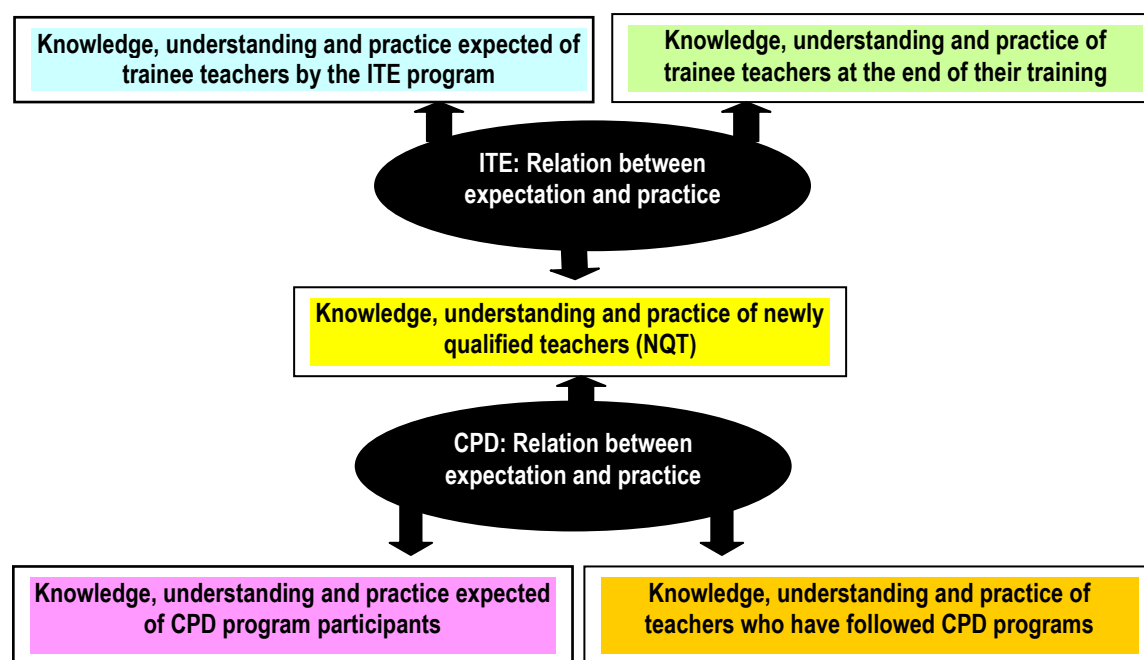 Knowledge, understanding and practice expected of
trainee teachers by the ITE program
Knowledge, understanding and practice of
trainee teachers at the end of their training
ITE: Relation between
expectation and practice
Knowledge, understanding and practice of newly
qualified teachers (NQT)
CPD: Relation between
expectation and practice
Knowledge, understanding and practice expected
of CPD program participants
Knowledge, understanding and practice of
teachers who have followed CPD programs